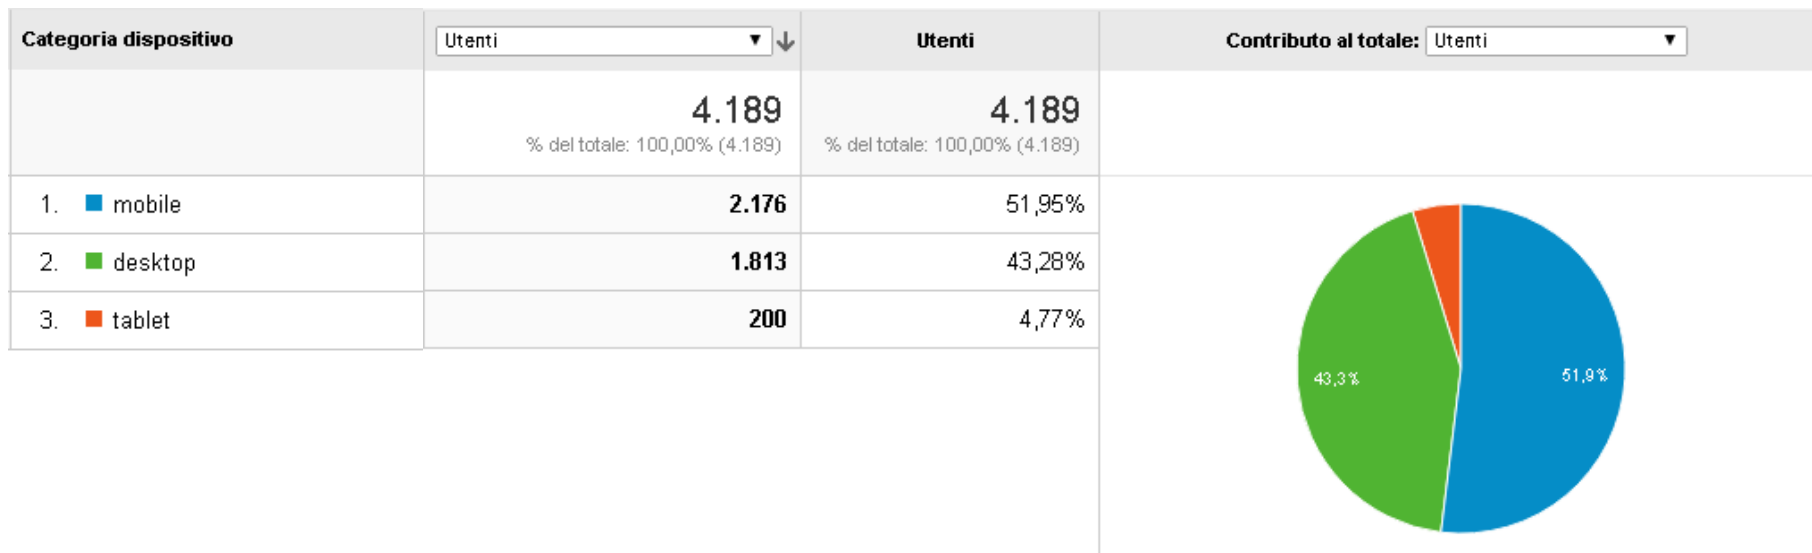 Categoria dispositivo Utenti Utenti Contributo al totale: Utenti
4.189 4.189
% del totale: 100,00% (4.189) % del totale: 100,00% (4.189)
1. mobile 2.176 51,95%
2. desktop 1.813 43,28%
3. tablet 200 4,77%
43,3% 51,9%